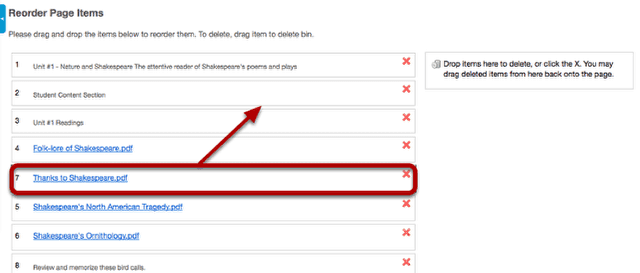 Reorder Page Items
Please drag and drop the items below to reorder them. To delete, drag item to delete bin.
1 Unit #1 - Nature and Shakespeare The attentive reader of Shakespeare's poems and plays
Drop items here to delete, or click the X. You may
drag deleted items from here back onto the page.
2 Student Content Section
3 Unit #1 Readings
4 Folk-lore of Shakespeare.pdf
7 Thanks to Shakespeare.pdf
5 Shakespeare's North American Tragedy.pdf
6 Shakespeare's Ornithology.pdf
8 Review and memorize these bird calls.